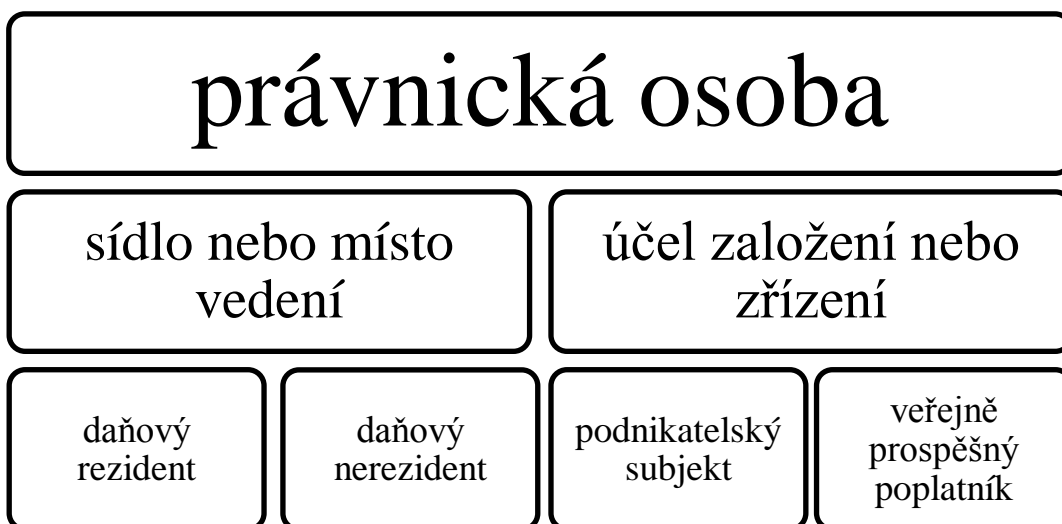 právnická osoba
sídlo nebo místo
vedení
účel založení nebo
zřízení
daňový
rezident
daňový
nerezident
podnikatelský
subjekt
veřejně
prospěšný
poplatník